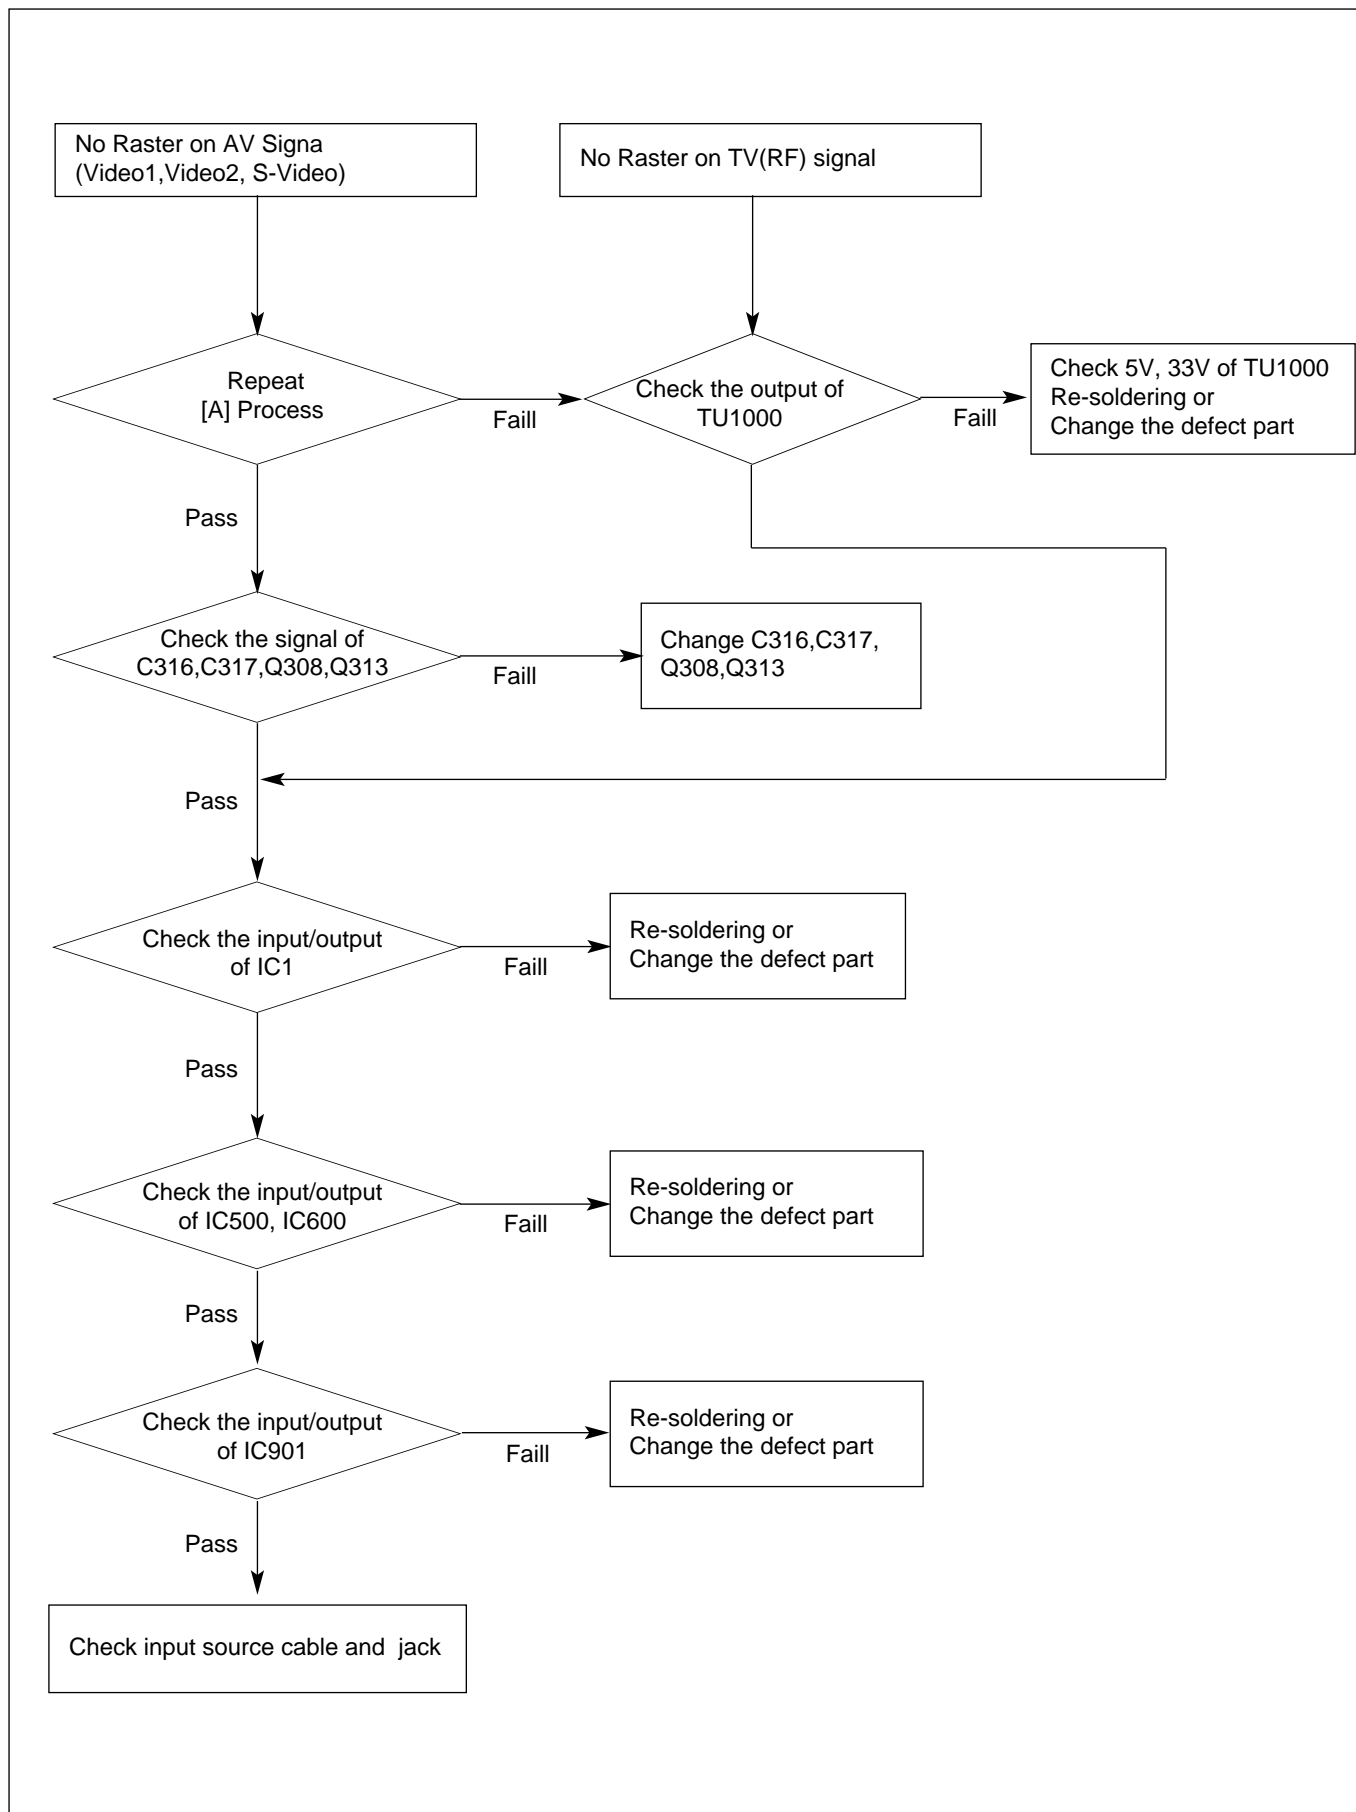 No Raster on AV Signa
(Video1,Video2, S-Video)
No Raster on TV(RF) signal
Repeat
[A] Process
Faill
Check the output of
TU1000
Faill
Check 5V, 33V of TU1000
Re-soldering or
Change the defect part
Pass
Check the signal of
C316,C317,Q308,Q313
Faill
Change C316,C317,
Q308,Q313
Pass
Check the input/output
of IC1
Faill
Re-soldering or
Change the defect part
Pass
Check the input/output
of IC500, IC600
Faill
Re-soldering or
Change the defect part
Pass
Check the input/output
of IC901
Faill
Re-soldering or
Change the defect part
Pass
Check input source cable and  jack